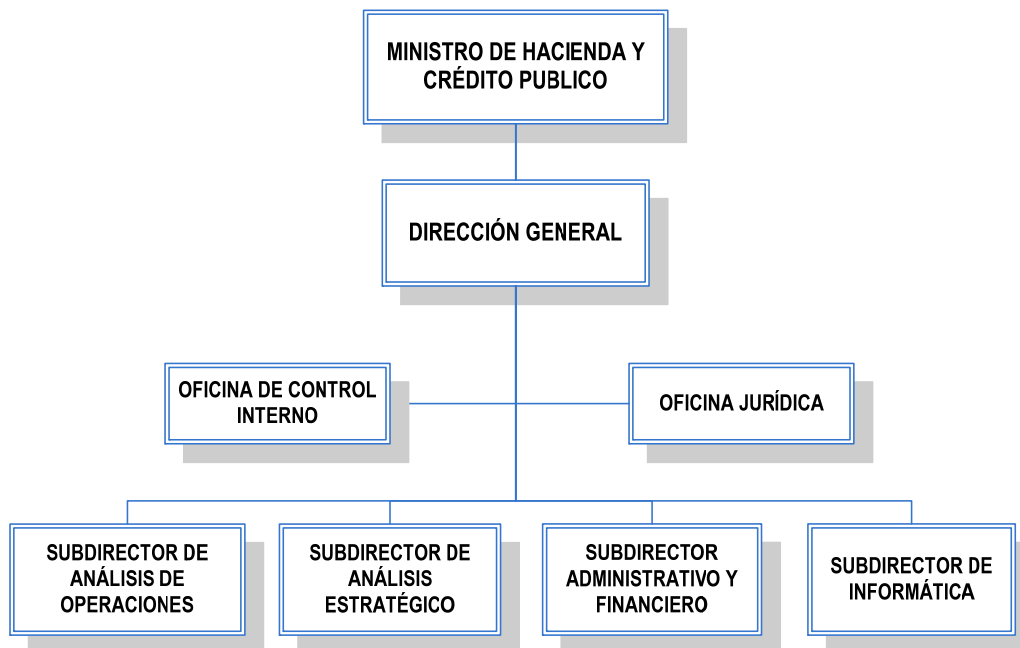 MINISTRO DE HACIENDA Y
CRÉDITO PUBLICO
DIRECCIÓN GENERAL
OFICINA DE CONTROL
INTERNO
OFICINA JURÍDICA
SUBDIRECTOR DE
ANÁLISIS DE
OPERACIONES
SUBDIRECTOR DE
ANÁLISIS
ESTRATÉGICO
SUBDIRECTOR
ADMINISTRATIVO Y
FINANCIERO
SUBDIRECTOR DE
INFORMÁTICA